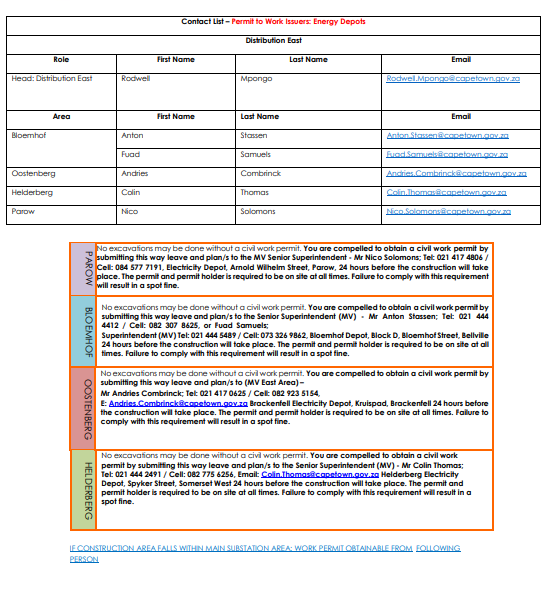 Contact List – Permit to Work Issuers: Energy Depots
Distribution East
Role First Name Last Name Email
Head: Distribution East Rodwell Mpongo Rodwell.Mpongo@capetown.gov.za
Area First Name Last Name Email
Bloemhof Anton Stassen Anton.Stassen@capetown.gov.za
Fuad Samuels Fuad.Samuels@capetown.gov.za
Oostenberg Andries Combrinck Andries.Combrinck@capetown.gov.za
Helderberg Colin Thomas Colin.Thomas@capetown.gov.za
Parow Nico Solomons Nico.Solomons@capetown.gov.za
PAROW
No excavations may be done without a civil work permit. You are compelled to obtain a civil work permit by
submitting this way leave and plan/s to the MV Senior Superintendent - Mr Nico Solomons; Tel: 021 417 4806 /
Cell: 084 577 7191, Electricity Depot, Arnold Wilhelm Street, Parow, 24 hours before the construction will take
place. The permit and permit holder is required to be on site at all times. Failure to comply with this requirement
will result in a spot fine.
BLOEMHOF
No excavations may be done without a civil work permit. You are compelled to obtain a civil work permit by
submitting this way leave and plan/s to the Senior Superintendent (MV) - Mr Anton Stassen; Tel: 021 444
4412 / Cell: 082 307 8625, or Fuad Samuels;
Superintendent (MV) Tel: 021 444 5489 / Cell: 073 326 9862, Bloemhof Depot, Block D, Bloemhof Street, Bellville
24 hours before the construction will take place. The permit and permit holder is required to be on site at all
times. Failure to comply with this requirement will result in a spot fine.
OOSTENBERG
No excavations may be done without a civil work permit. You are compelled to obtain a civil work permit by
submitting this way leave and plan/s to (MV East Area) –
Mr Andries Combrinck; Tel: 021 417 0625 / Cell: 082 923 5154,
E: Andries.Combrinck@capetown.gov.za Brackenfell Electricity Depot, Kruispad, Brackenfell 24 hours before
the construction will take place. The permit and permit holder is required to be on site at all times. Failure to
comply with this requirement will result in a spot fine.
HELDERBERG
No excavations may be done without a civil work permit. You are compelled to obtain a civil work
permit by submitting this way leave and plan/s to the Senior Superintendent (MV) - Mr Colin Thomas;
Tel: 021 444 2491 / Cell: 082 775 6256, Email: Colin.Thomas@capetown.gov.za Helderberg Electricity
Depot, Spyker Street, Somerset West 24 hours before the construction will take place. The permit and
permit holder is required to be on site at all times. Failure to comply with this requirement will result in a
spot fine.
IF CONSTRUCTION AREA FALLS WITHIN MAIN SUBSTATION AREA; WORK PERMIT OBTAINABLE FROM FOLLOWING
PERSON